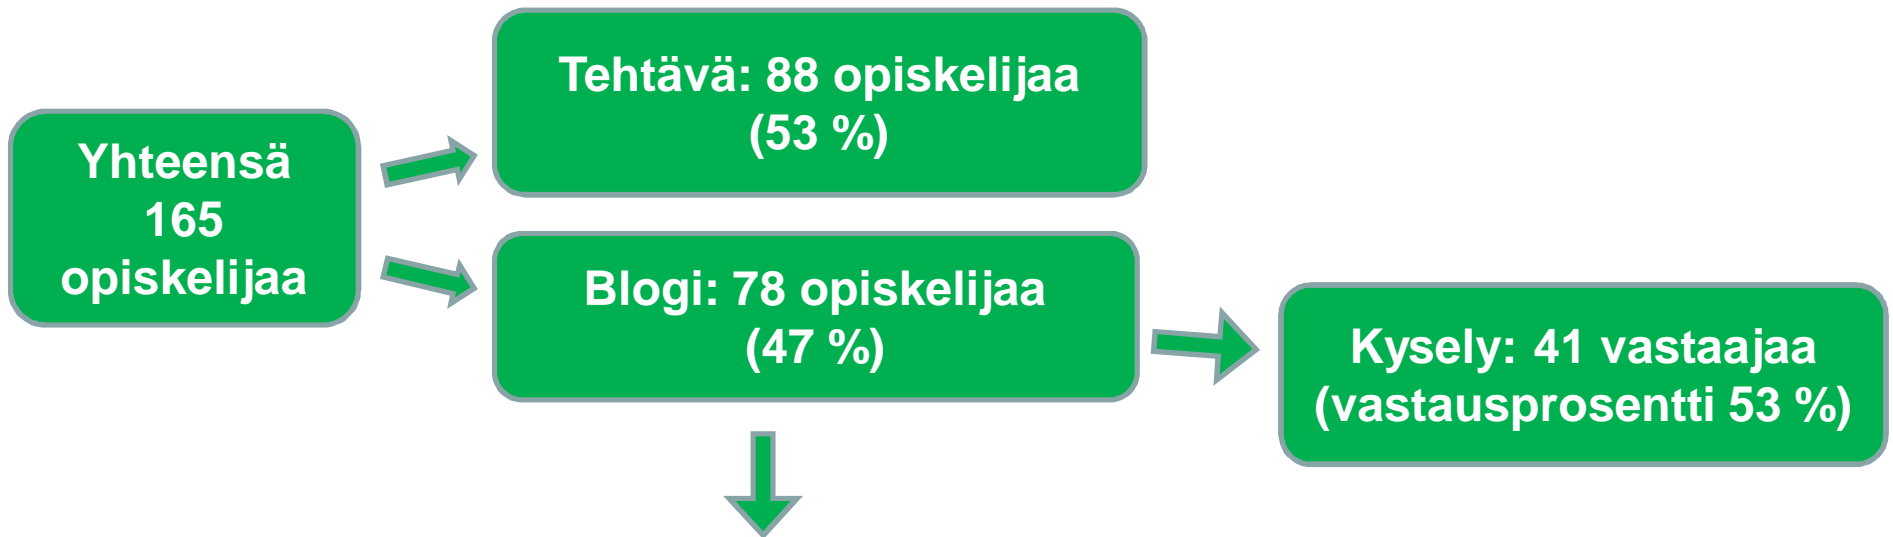 Yhteensä
165
opiskelijaa
Tehtävä: 88 opiskelijaa
(53 %)
Blogi: 78 opiskelijaa
(47 %)
Kysely: 41 vastaajaa
(vastausprosentti 53 %)